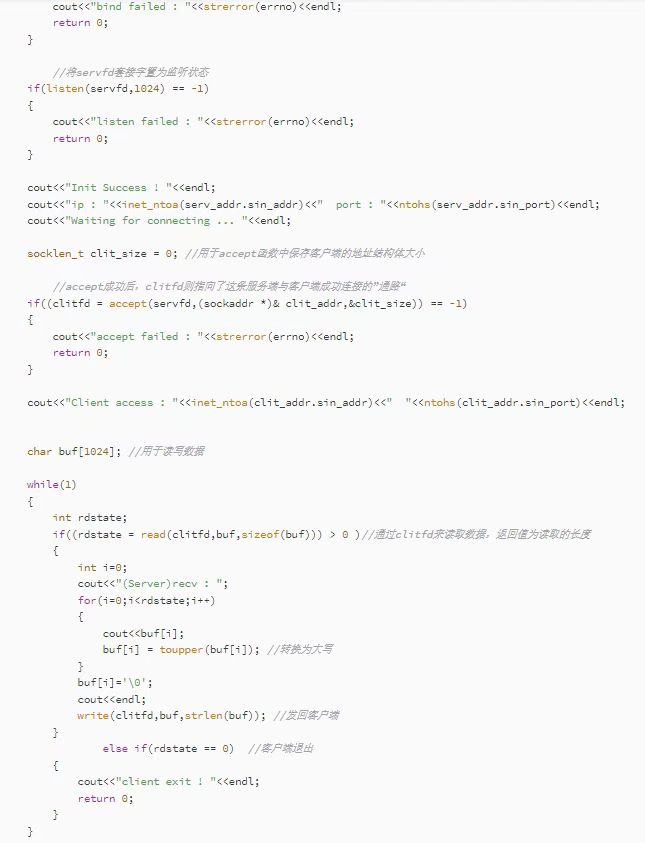 cout<<"bind failed : "<<strerror(errno)<<endl;
return 0;
}
//将servfd套接字置为监听状态
if(listen(servfd,1024) == -1)
{
cout<<"listen failed : "<<strerror(errno)<<endl;
return 0;
}
cout<<"Init Success ! "<<endl;
cout<<"ip : "<<inet_ntoa(serv_addr.sin_addr)<<"  port : "<<ntohs(serv_addr.sin_port)<<endl;
cout<<"Waiting for connecting ... "<<endl;
socklen_t clit_size = 0; //用于accept函数中保存客户端的地址结构体大小
//accept成功后，clitfd则指向了这条服务端与客户端成功连接的"通路"
if((clitfd = accept(servfd,(sockaddr *)& clit_addr,&clit_size)) == -1)
{
cout<<"accept failed : "<<strerror(errno)<<endl;
return 0;
}
cout<<"Client access : "<<inet_ntoa(clit_addr.sin_addr)<<"  "<<ntohs(clit_addr.sin_port)<<endl;
char buf[1024]; //用于读写数据
while(1)
{
int rdstate;
if((rdstate = read(clitfd,buf,sizeof(buf))) > 0 )//通过clitfd来读取数据，返回值为读取的长度
{
int i=0;
cout<<"(Server)recv : ";
for(i=0;i<rdstate;i++)
{
cout<<buf[i];
buf[i] = toupper(buf[i]); //转换为大写
}
buf[i]='\0';
cout<<endl;
write(clitfd,buf,strlen(buf)); //发回客户端
}
else if(rdstate == 0)  //客户端退出
{
cout<<"client exit ! "<<endl;
return 0;
}
}